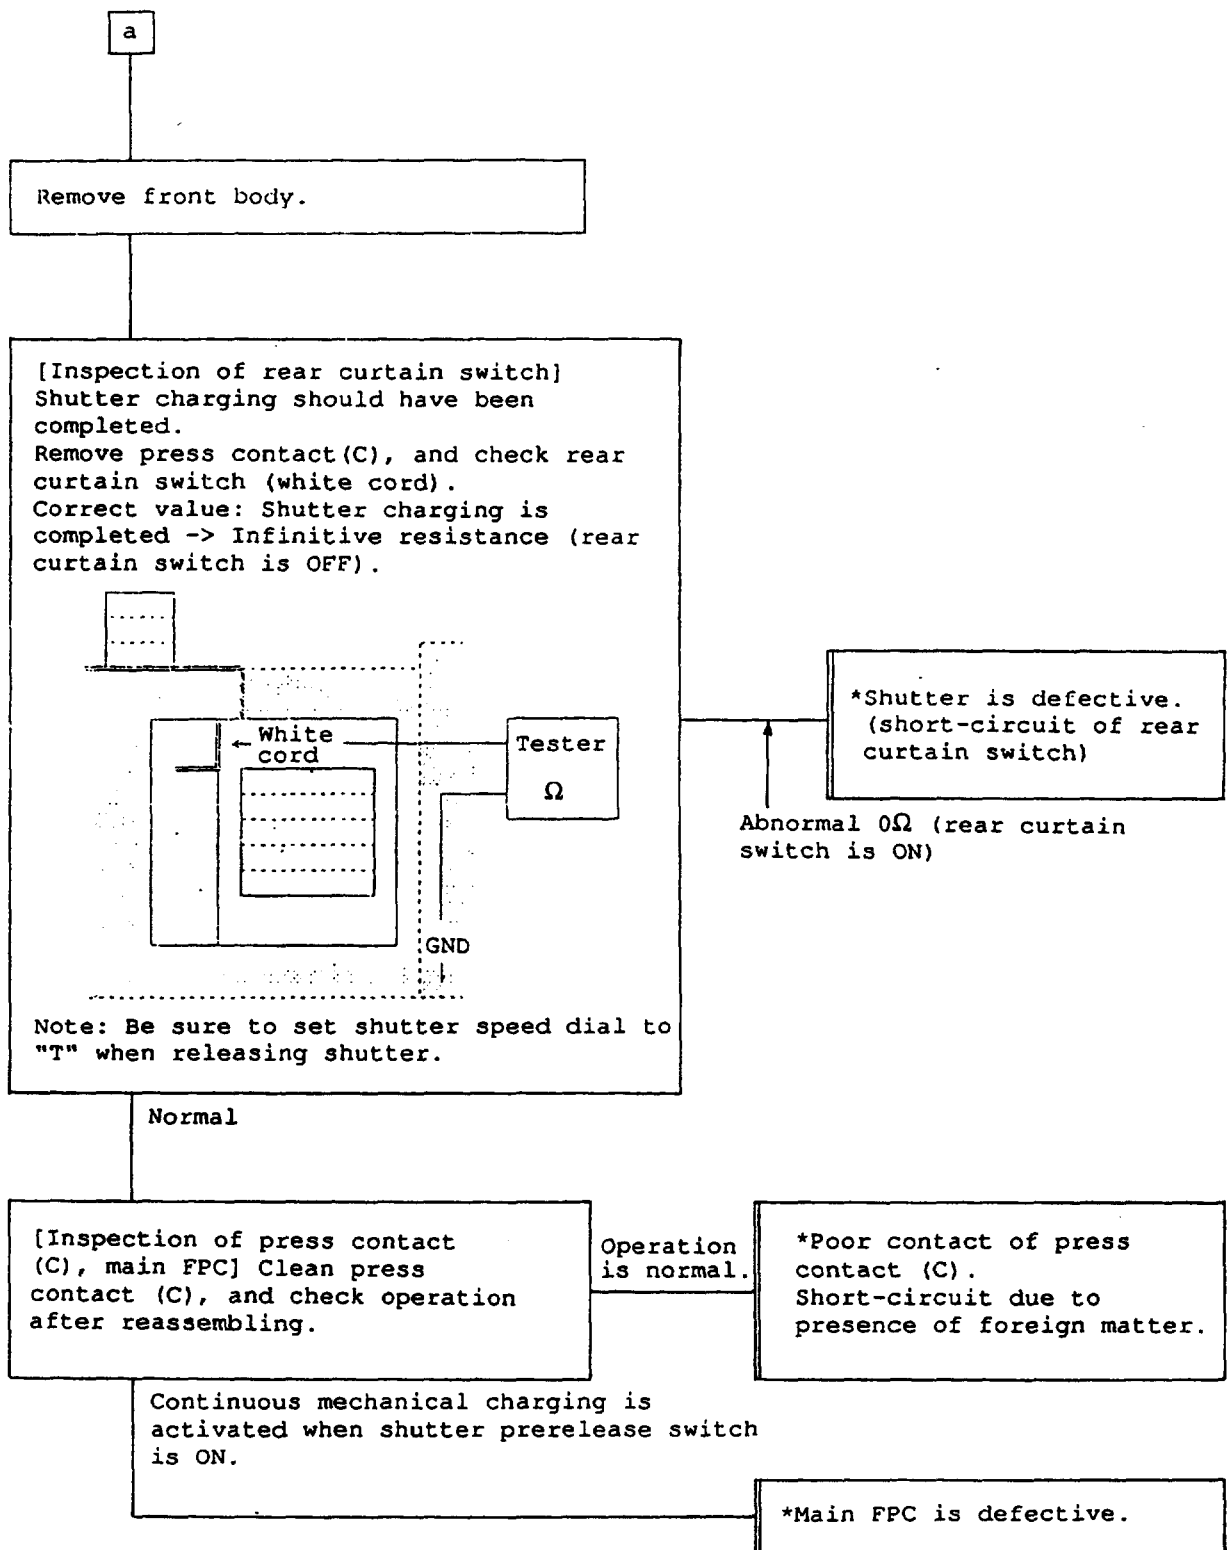 a
Remove front body.
[Inspection of rear curtain switch]
Shutter charging should have been
completed.
Remove press contact(C), and check rear
curtain switch (white cord).
Correct value: Shutter charging is
completed -> Infinitive resistance (rear
curtain switch is OFF).
White
cord
Tester
Ω
GND
Note: Be sure to set shutter speed dial to
"T" when releasing shutter.
*Shutter is defective.
(short-circuit of rear
curtain switch)
Abnormal 0Ω (rear curtain
switch is ON)
Normal
[Inspection of press contact
(C), main FPC] Clean press
contact (C), and check operation
after reassembling.
Operation
is normal.
*Poor contact of press
contact (C).
Short-circuit due to
presence of foreign matter.
Continuous mechanical charging is
activated when shutter prerelease switch
is ON.
*Main FPC is defective.